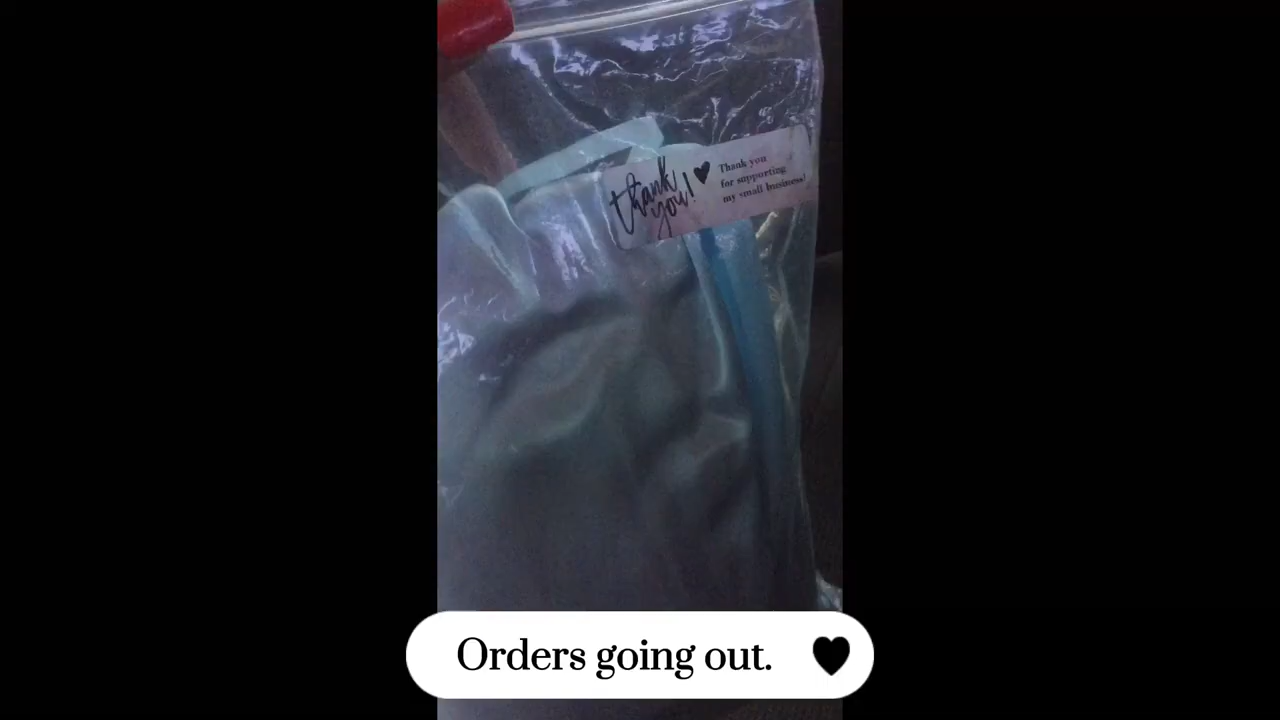 thank
you!
Thank you
for supporting
my small business!
Orders going out.